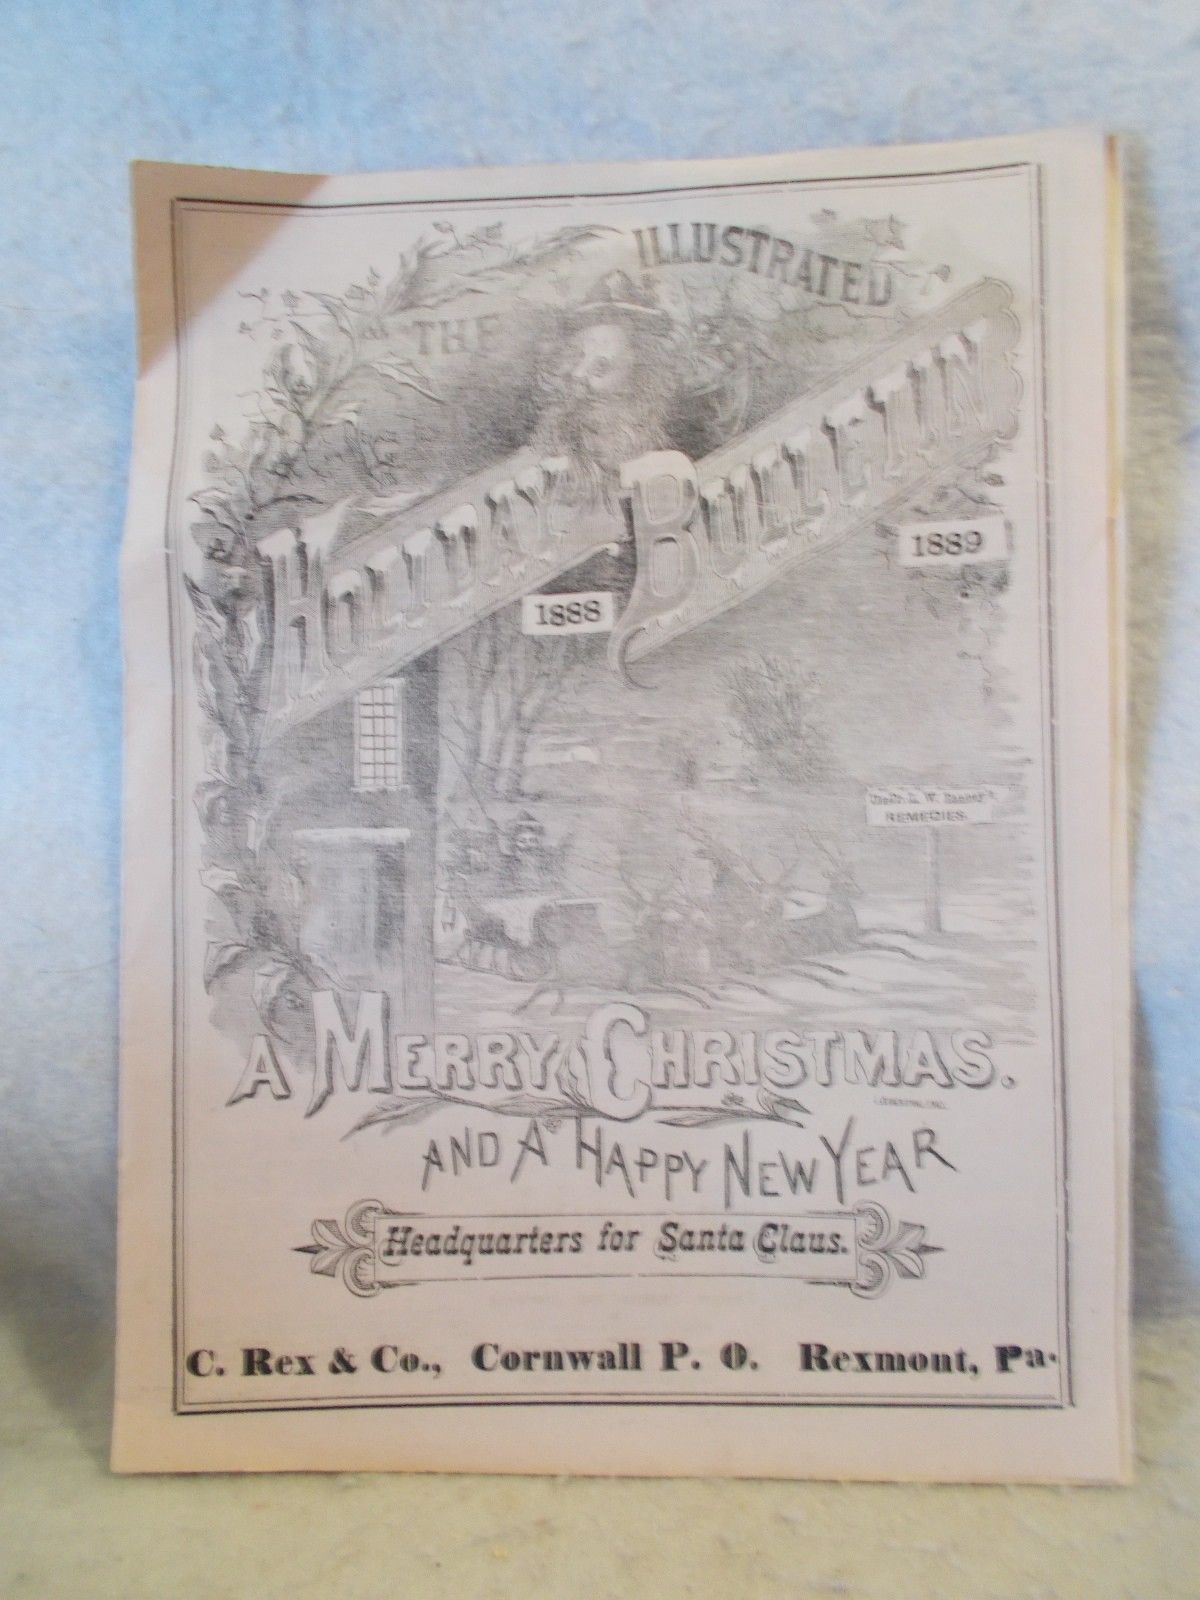 THE ILLUSTRATED
HOLIDAY BULLETIN
1888
1889
L. W.
REMEDIES.
A MERRY CHRISTMAS.
AND A HAPPY NEW YEAR
Headquarters for Santa Claus.
C. Rex & Co., Cornwall P. O. Rexmont, Pa.